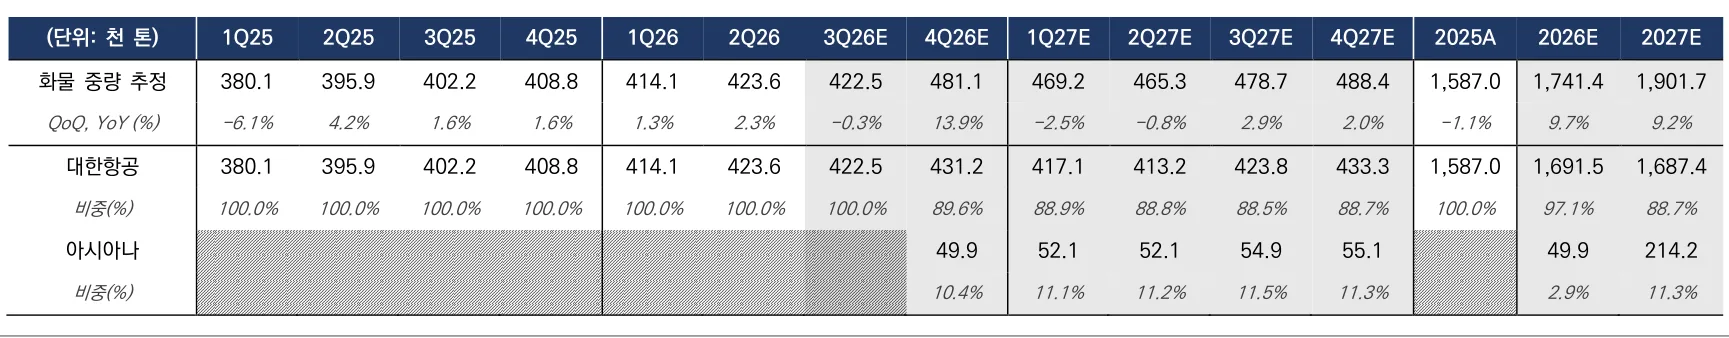 (단위: 천 톤) 1Q25 2Q25 3Q25 4Q25 1Q26 2Q26 3Q26E 4Q26E 1Q27E 2Q27E 3Q27E 4Q27E 2025A 2026E 2027E
화물 중량 추정 380.1 395.9 402.2 408.8 414.1 423.6 422.5 481.1 469.2 465.3 478.7 488.4 1,587.0 1,741.4 1,901.7
QoQ, YoY (%) -6.1% 4.2% 1.6% 1.6% 1.3% 2.3% -0.3% 13.9% -2.5% -0.8% 2.9% 2.0% -1.1% 9.7% 9.2%
대한항공 380.1 395.9 402.2 408.8 414.1 423.6 422.5 431.2 417.1 413.2 423.8 433.3 1,587.0 1,691.5 1,687.4
비중(%) 100.0% 100.0% 100.0% 100.0% 100.0% 100.0% 100.0% 89.6% 88.9% 88.8% 88.5% 88.7% 100.0% 97.1% 88.7%
아시아나 49.9 52.1 52.1 54.9 55.1 49.9 214.2
비중(%) 10.4% 11.1% 11.2% 11.5% 11.3% 2.9% 11.3%